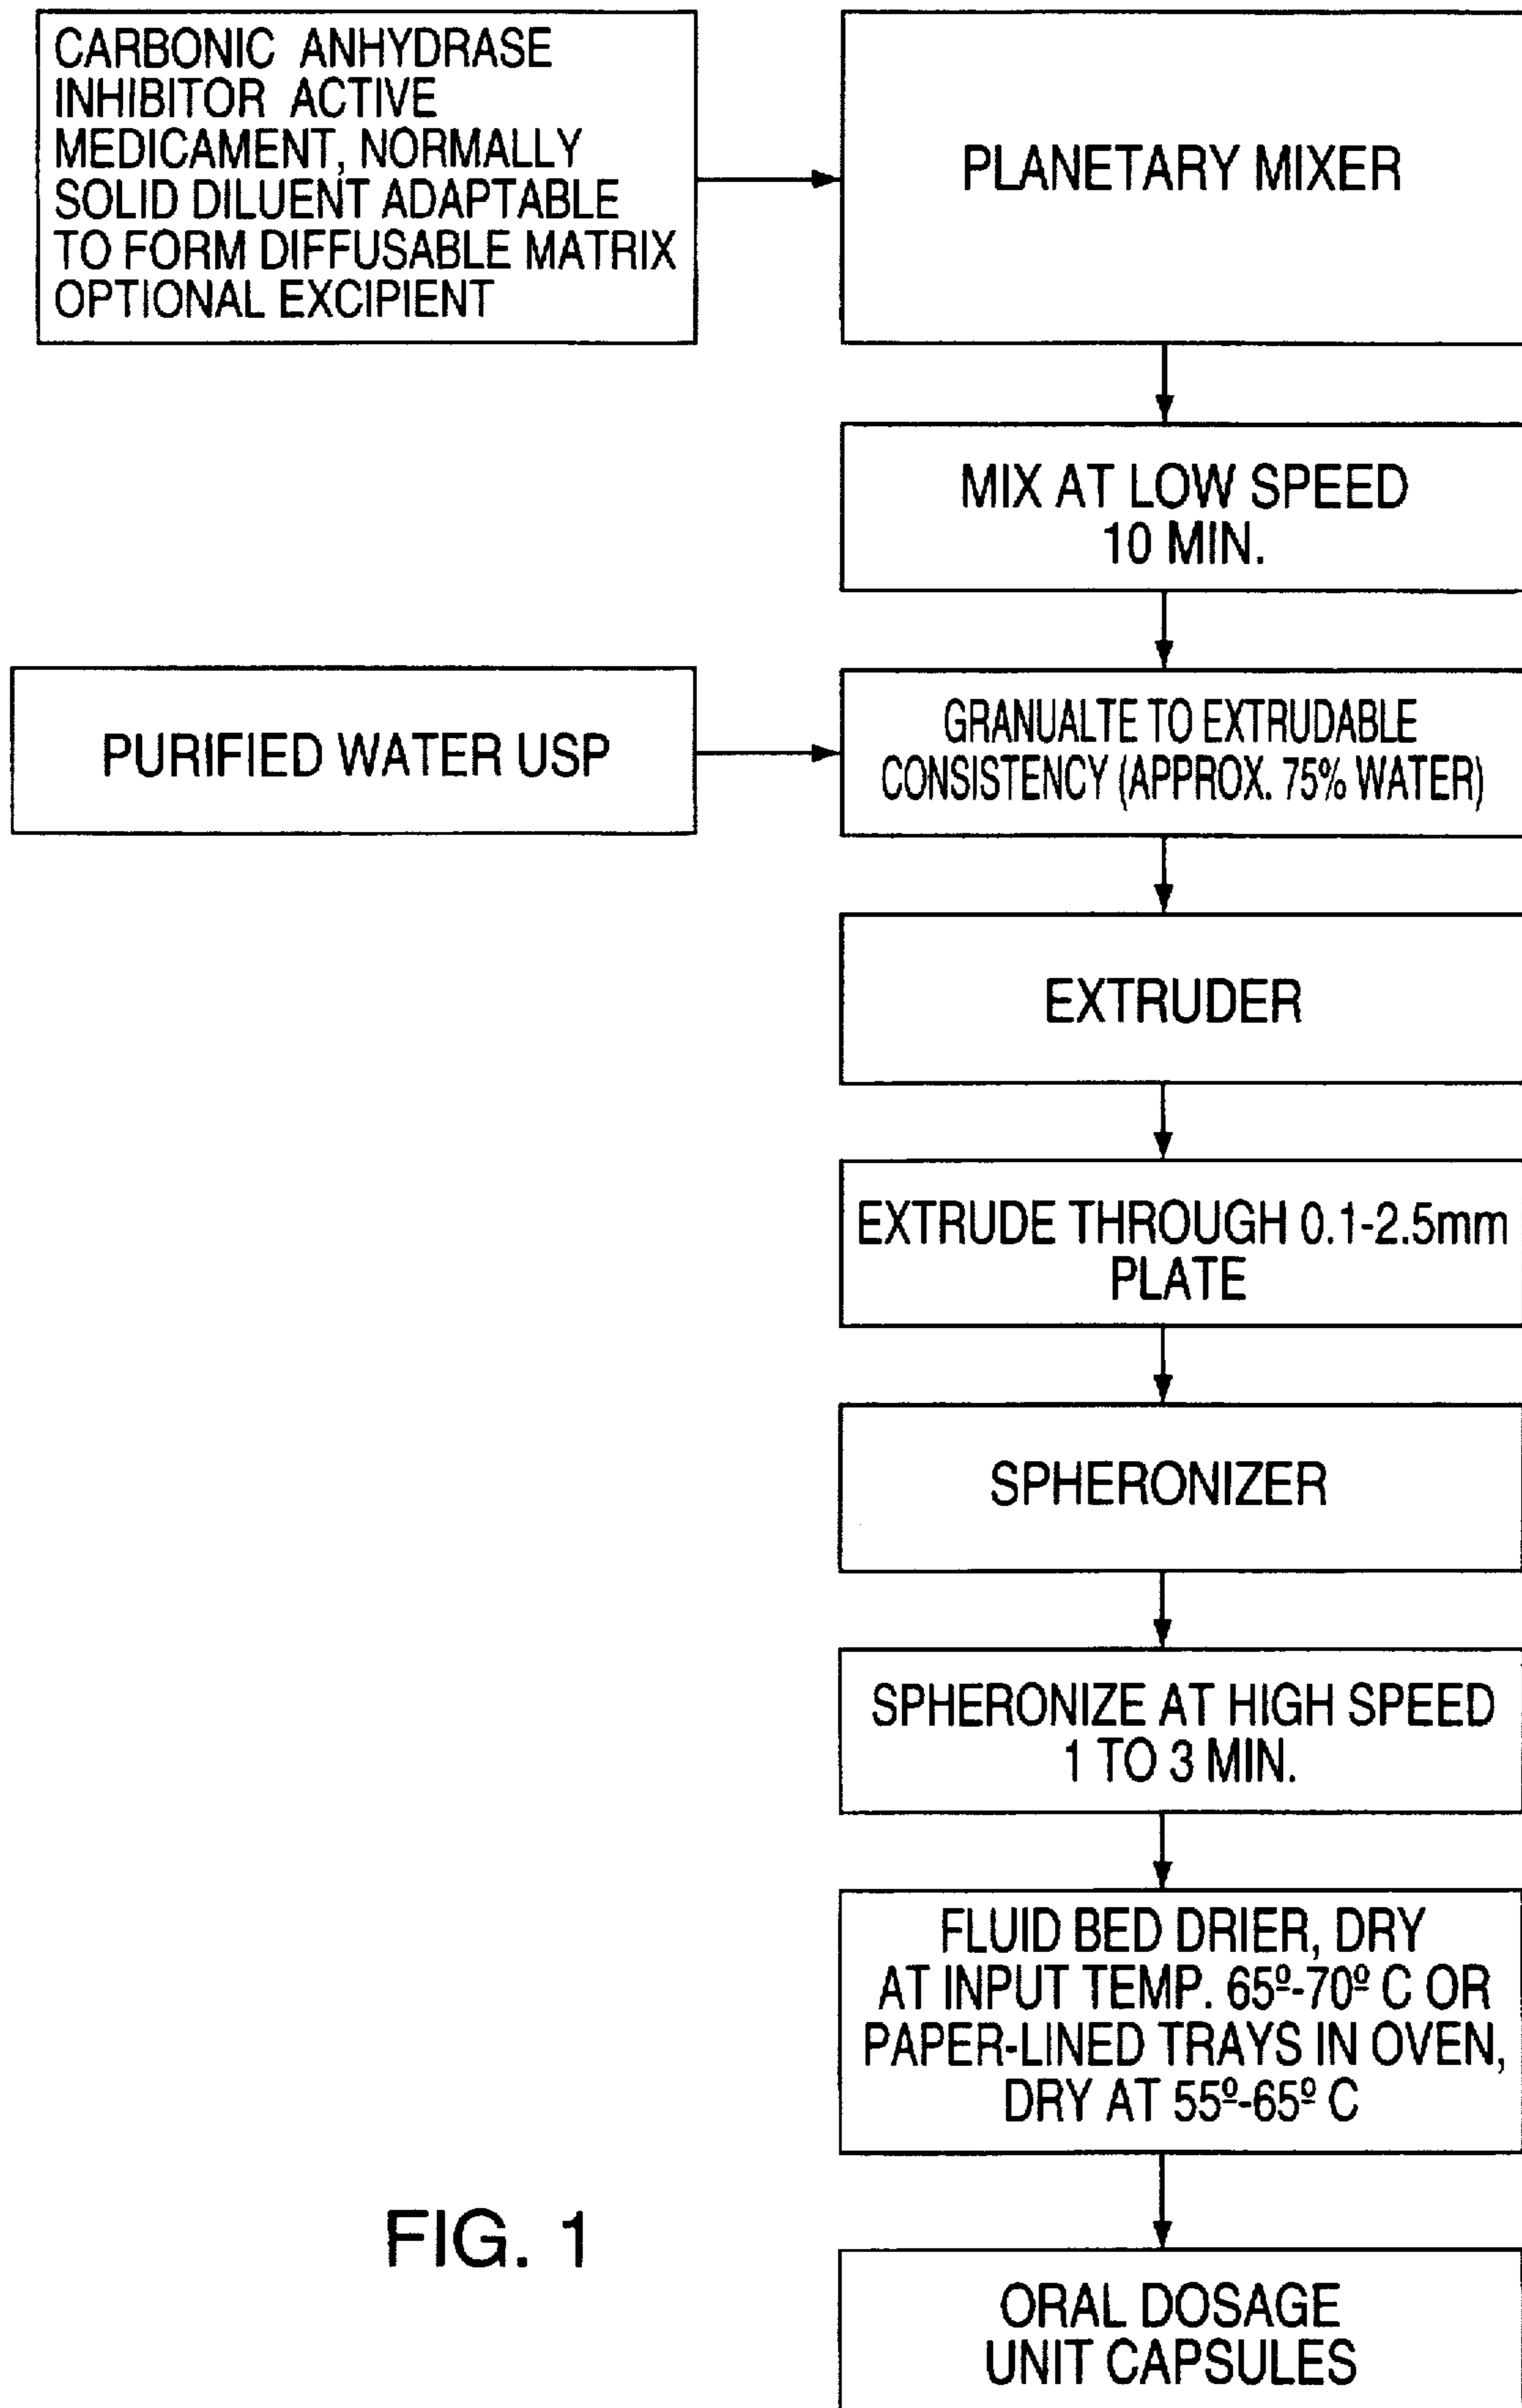 CARBONIC ANHYDRASE
INHIBITOR ACTIVE
MEDICAMENT, NORMALLY
SOLID DILUENT ADAPTABLE
TO FORM DIFFUSABLE MATRIX
OPTIONAL EXCIPIENT
PLANETARY MIXER
MIX AT LOW SPEED
10 MIN.
PURIFIED WATER USP
GRANUALTE TO EXTRUDABLE
CONSISTENCY (APPROX. 75% WATER)
EXTRUDER
EXTRUDE THROUGH 0.1-2.5mm
PLATE
SPHERONIZER
SPHERONIZE AT HIGH SPEED
1 TO 3 MIN.
FLUID BED DRIER, DRY
AT INPUT TEMP. 65º-70º C OR
PAPER-LINED TRAYS IN OVEN,
DRY AT 55º-65º C
ORAL DOSAGE
UNIT CAPSULES
FIG. 1